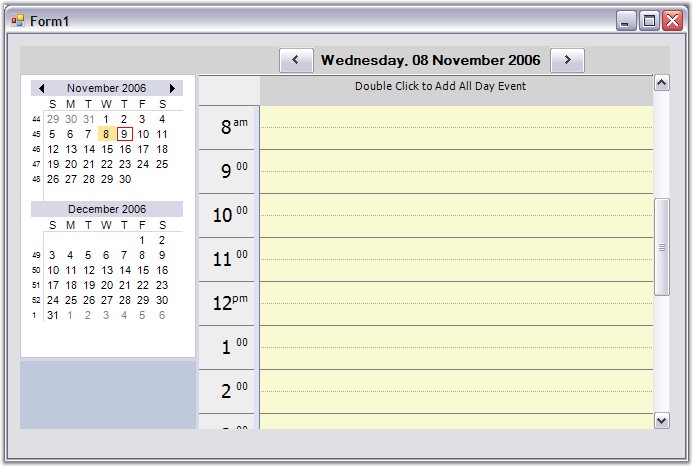 Form1
Wednesday, 08 November 2006
Double Click to Add All Day Event
November 2006
S M T W T F S
44 29 30 31 1 2 3 4
45 5 6 7 8 9 10 11
46 12 13 14 15 16 17 18
47 19 20 21 22 23 24 25
48 26 27 28 29 30
December 2006
S M T W T F S
1 2
49 3 4 5 6 7 8 9
50 10 11 12 13 14 15 16
51 17 18 19 20 21 22 23
52 24 25 26 27 28 29 30
1 31 1 2 3 4 5 6
8 am
9 00
10 00
11 00
12 pm
1 00
2 00